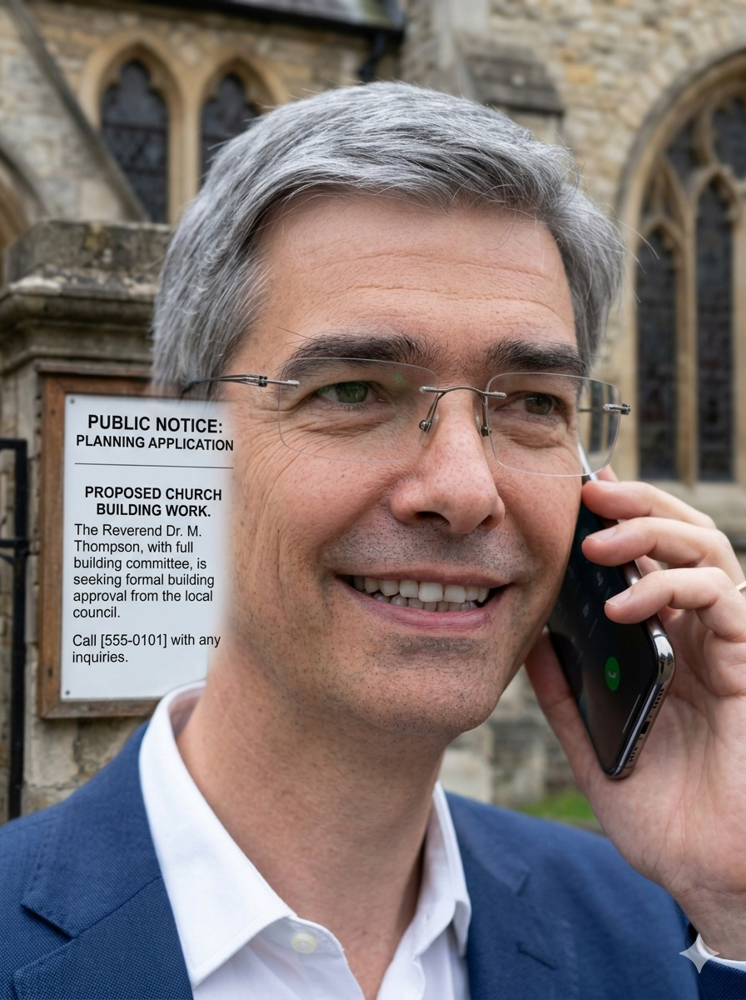 PUBLIC NOTICE:
PLANNING APPLICATION
PROPOSED CHURCH
BUILDING WORK.
The Reverend Dr. M.
Thompson, with full
building committee, is
seeking formal building
approval from the local
council.
Call [555-0101] with any
inquiries.